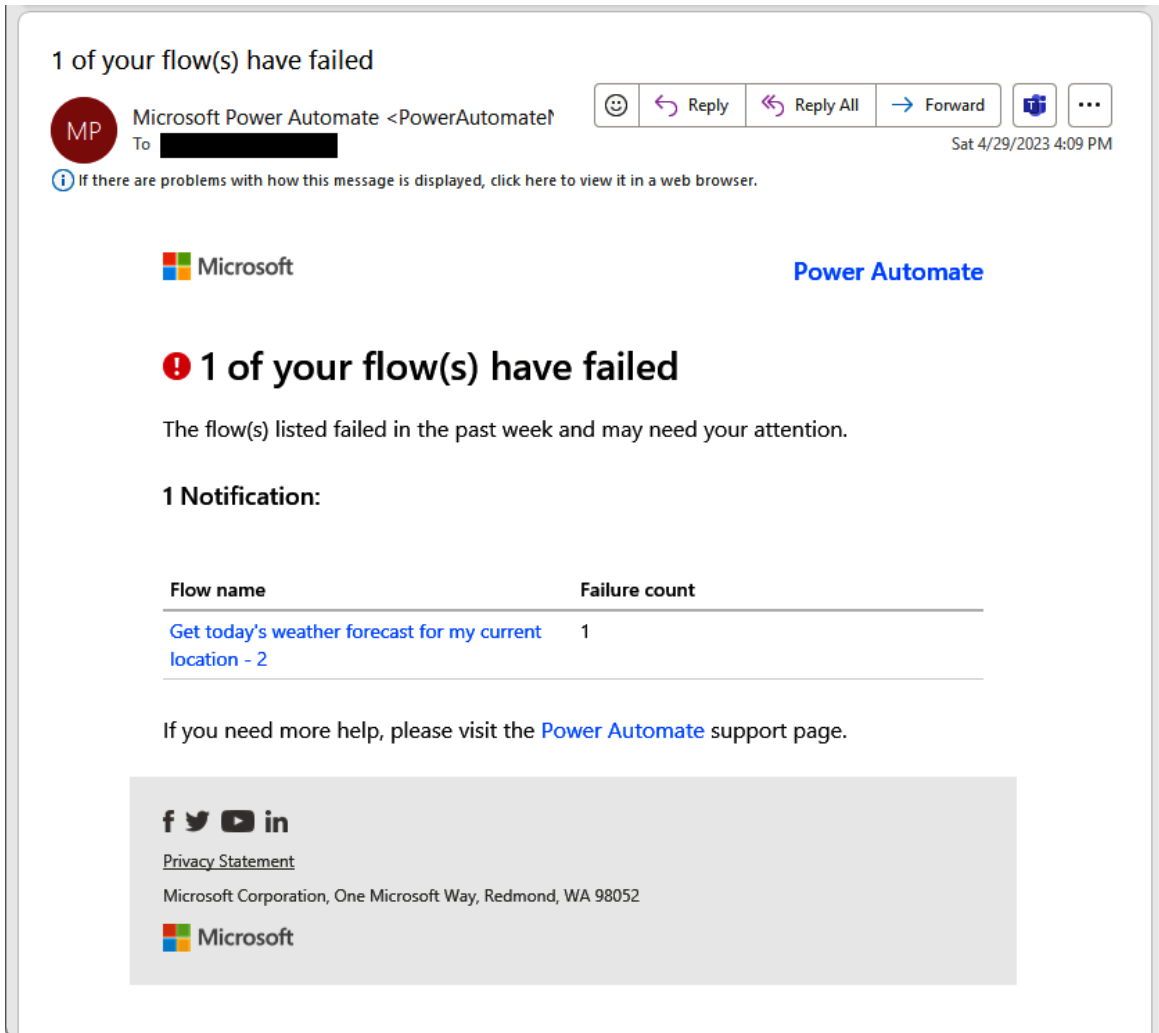 1 of your flow(s) have failed
MP
Microsoft Power Automate <PowerAutomateN
Reply
Reply All
Forward
To
Sat 4/29/2023 4:09 PM
If there are problems with how this message is displayed, click here to view it in a web browser.
Microsoft
Power Automate
1 of your flow(s) have failed
The flow(s) listed failed in the past week and may need your attention.
1 Notification:
Flow name Failure count
Get today's weather forecast for my current 1
location - 2
If you need more help, please visit the Power Automate support page.
Privacy Statement
Microsoft Corporation, One Microsoft Way, Redmond, WA 98052
Microsoft